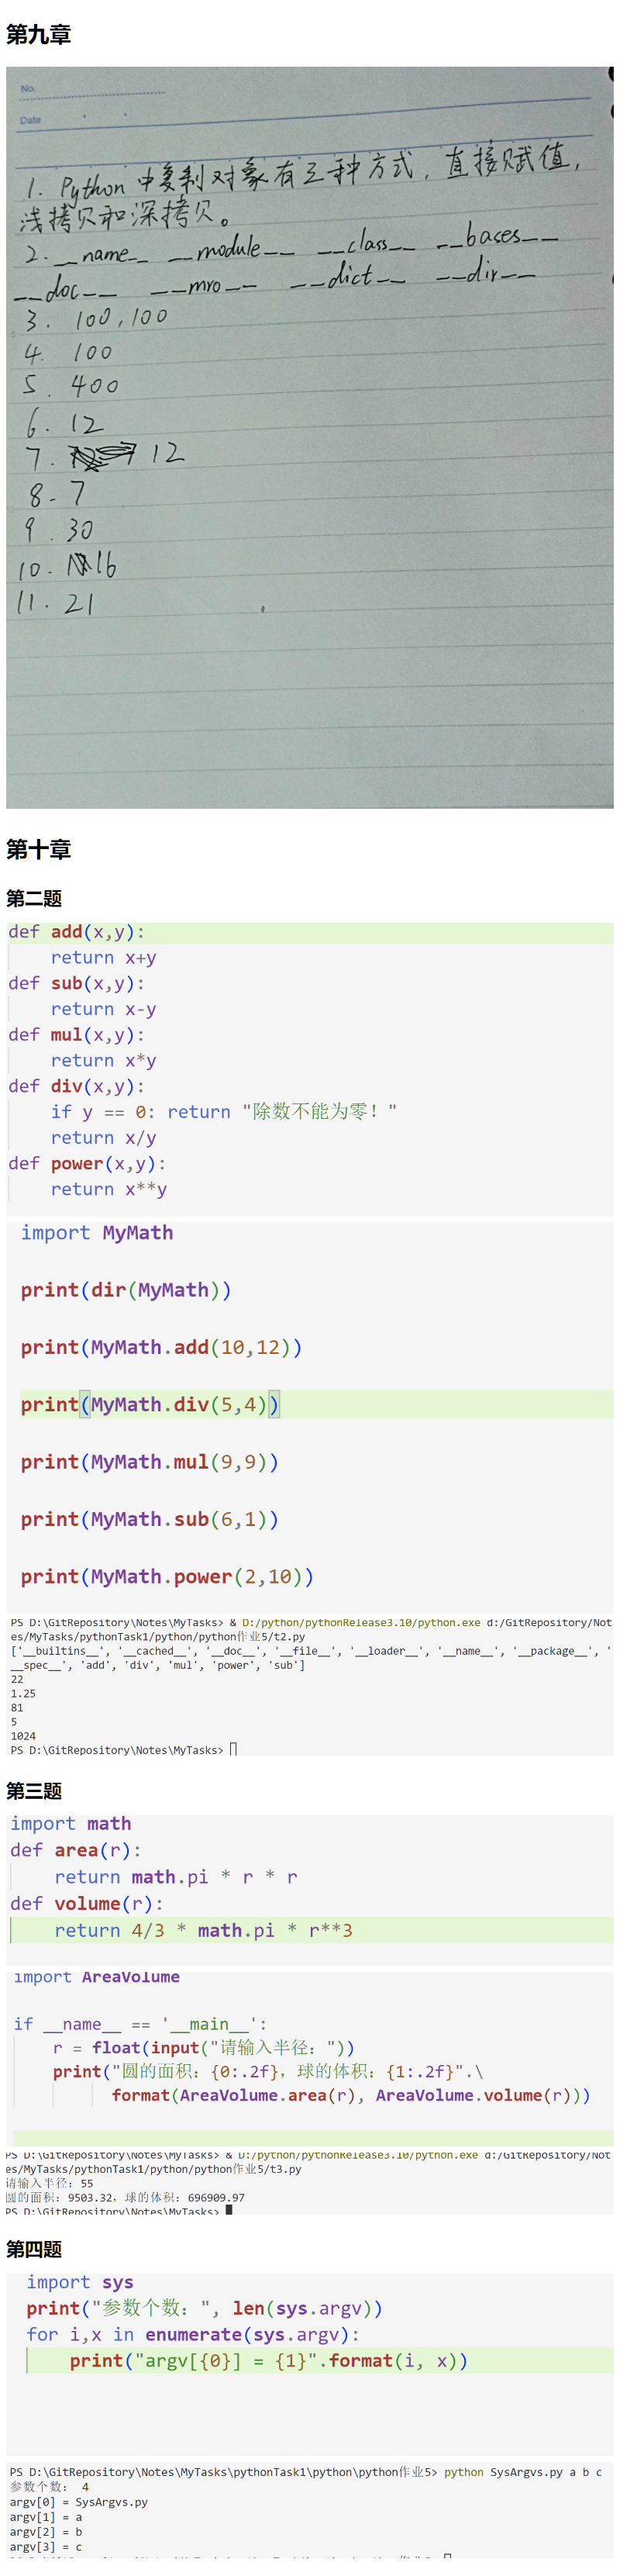 第九章
No.
Date
1. Python 中复制对象有三种方式，直接赋值，
浅拷贝和深拷贝。
2. __name__ __module__ __class__ __bases__
__doc__ __mro__ __dict__ __dir__
3. 100,100
4. 100
5. 400
6. 12
7. 12
8. 7
9. 30
10. 16
11. 21
第十章
第二题
def add(x,y):
    return x+y
def sub(x,y):
    return x-y
def mul(x,y):
    return x*y
def div(x,y):
    if y == 0: return "除数不能为零！"
    return x/y
def power(x,y):
    return x**y
import MyMath
print(dir(MyMath))
print(MyMath.add(10,12))
print(MyMath.div(5,4))
print(MyMath.mul(9,9))
print(MyMath.sub(6,1))
print(MyMath.power(2,10))
PS D:\GitRepository\Notes\MyTasks> & D:/python/pythonRelease3.10/python.exe d:/GitRepository/Not
es/MyTasks/pythonTask1/python/python作业5/t2.py
['__builtins__', '__cached__', '__doc__', '__file__', '__loader__', '__name__', '__package__', '
__spec__', 'add', 'div', 'mul', 'power', 'sub']
22
1.25
81
5
1024
PS D:\GitRepository\Notes\MyTasks>
第三题
import math
def area(r):
    return math.pi * r * r
def volume(r):
    return 4/3 * math.pi * r**3
import AreaVolume
if __name__ == '__main__':
    r = float(input("请输入半径："))
    print("圆的面积：{0:.2f}，球的体积：{1:.2f}".\
        format(AreaVolume.area(r), AreaVolume.volume(r)))
PS D:\GitRepository\Notes\MyTasks> & D:/python/pythonRelease3.10/python.exe d:/GitRepository/Not
es/MyTasks/pythonTask1/python/python作业5/t3.py
请输入半径：55
圆的面积：9503.32，球的体积：696909.97
PS D:\GitRepository\Notes\MyTasks>
第四题
import sys
print("参数个数：", len(sys.argv))
for i,x in enumerate(sys.argv):
    print("argv[{0}] = {1}".format(i, x))
PS D:\GitRepository\Notes\MyTasks\pythonTask1\python\python作业5> python SysArgvs.py a b c
参数个数： 4
argv[0] = SysArgvs.py
argv[1] = a
argv[2] = b
argv[3] = c